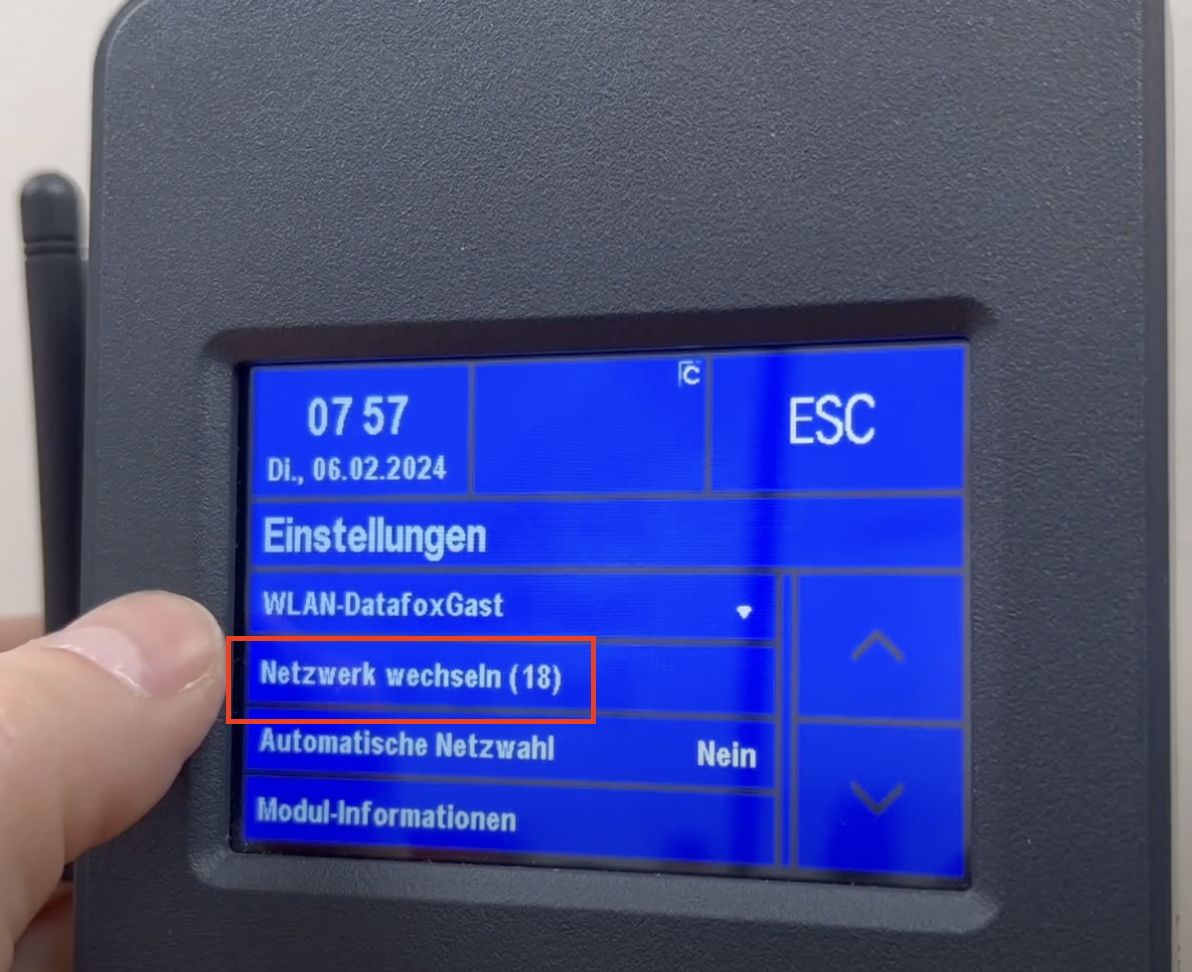 07 57
Di., 06.02.2024
C
ESC
Einstellungen
WLAN-DatafoxGast
Netzwerk wechseln (18)
Automatische Netzwahl Nein
Modul-Informationen